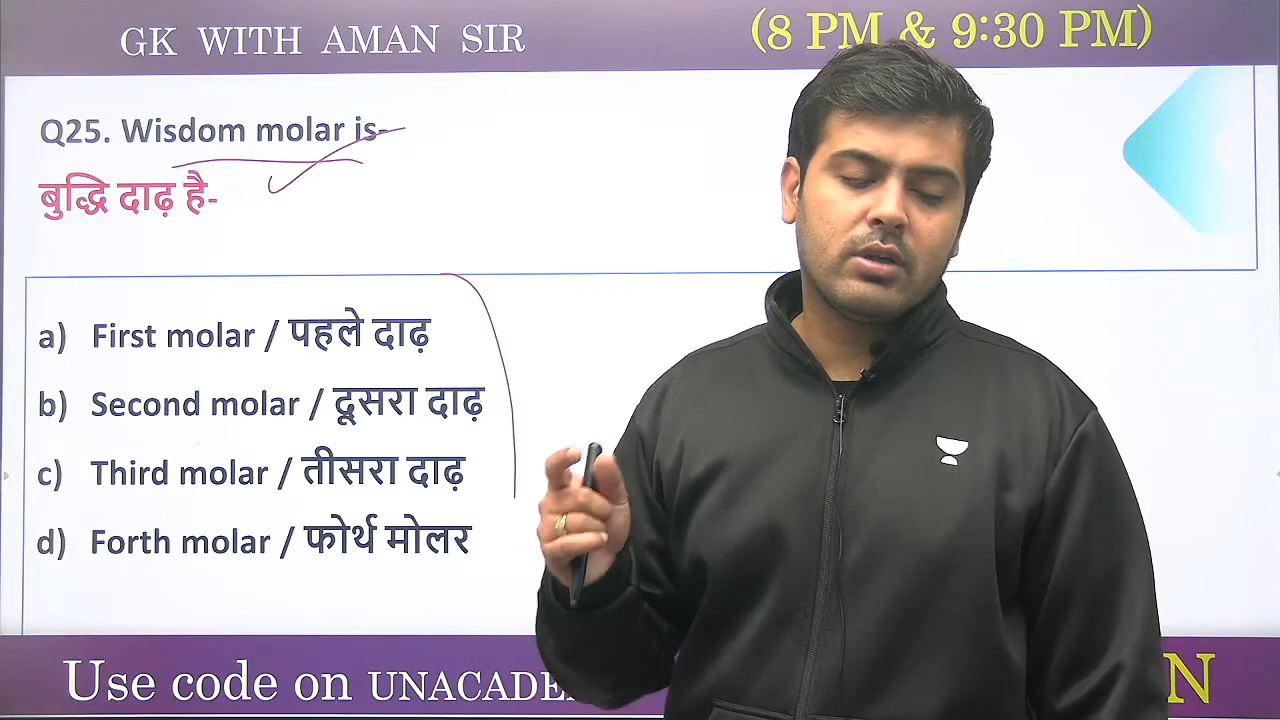 GK WITH AMAN SIR
(8 PM & 9:30 PM)
Q25. Wisdom molar is-
बुद्धि दाढ़ है-
a) First molar / पहले दाढ़
b) Second molar / दूसरा दाढ़
c) Third molar / तीसरा दाढ़
d) Forth molar / फोर्थ मोलर
Use code on